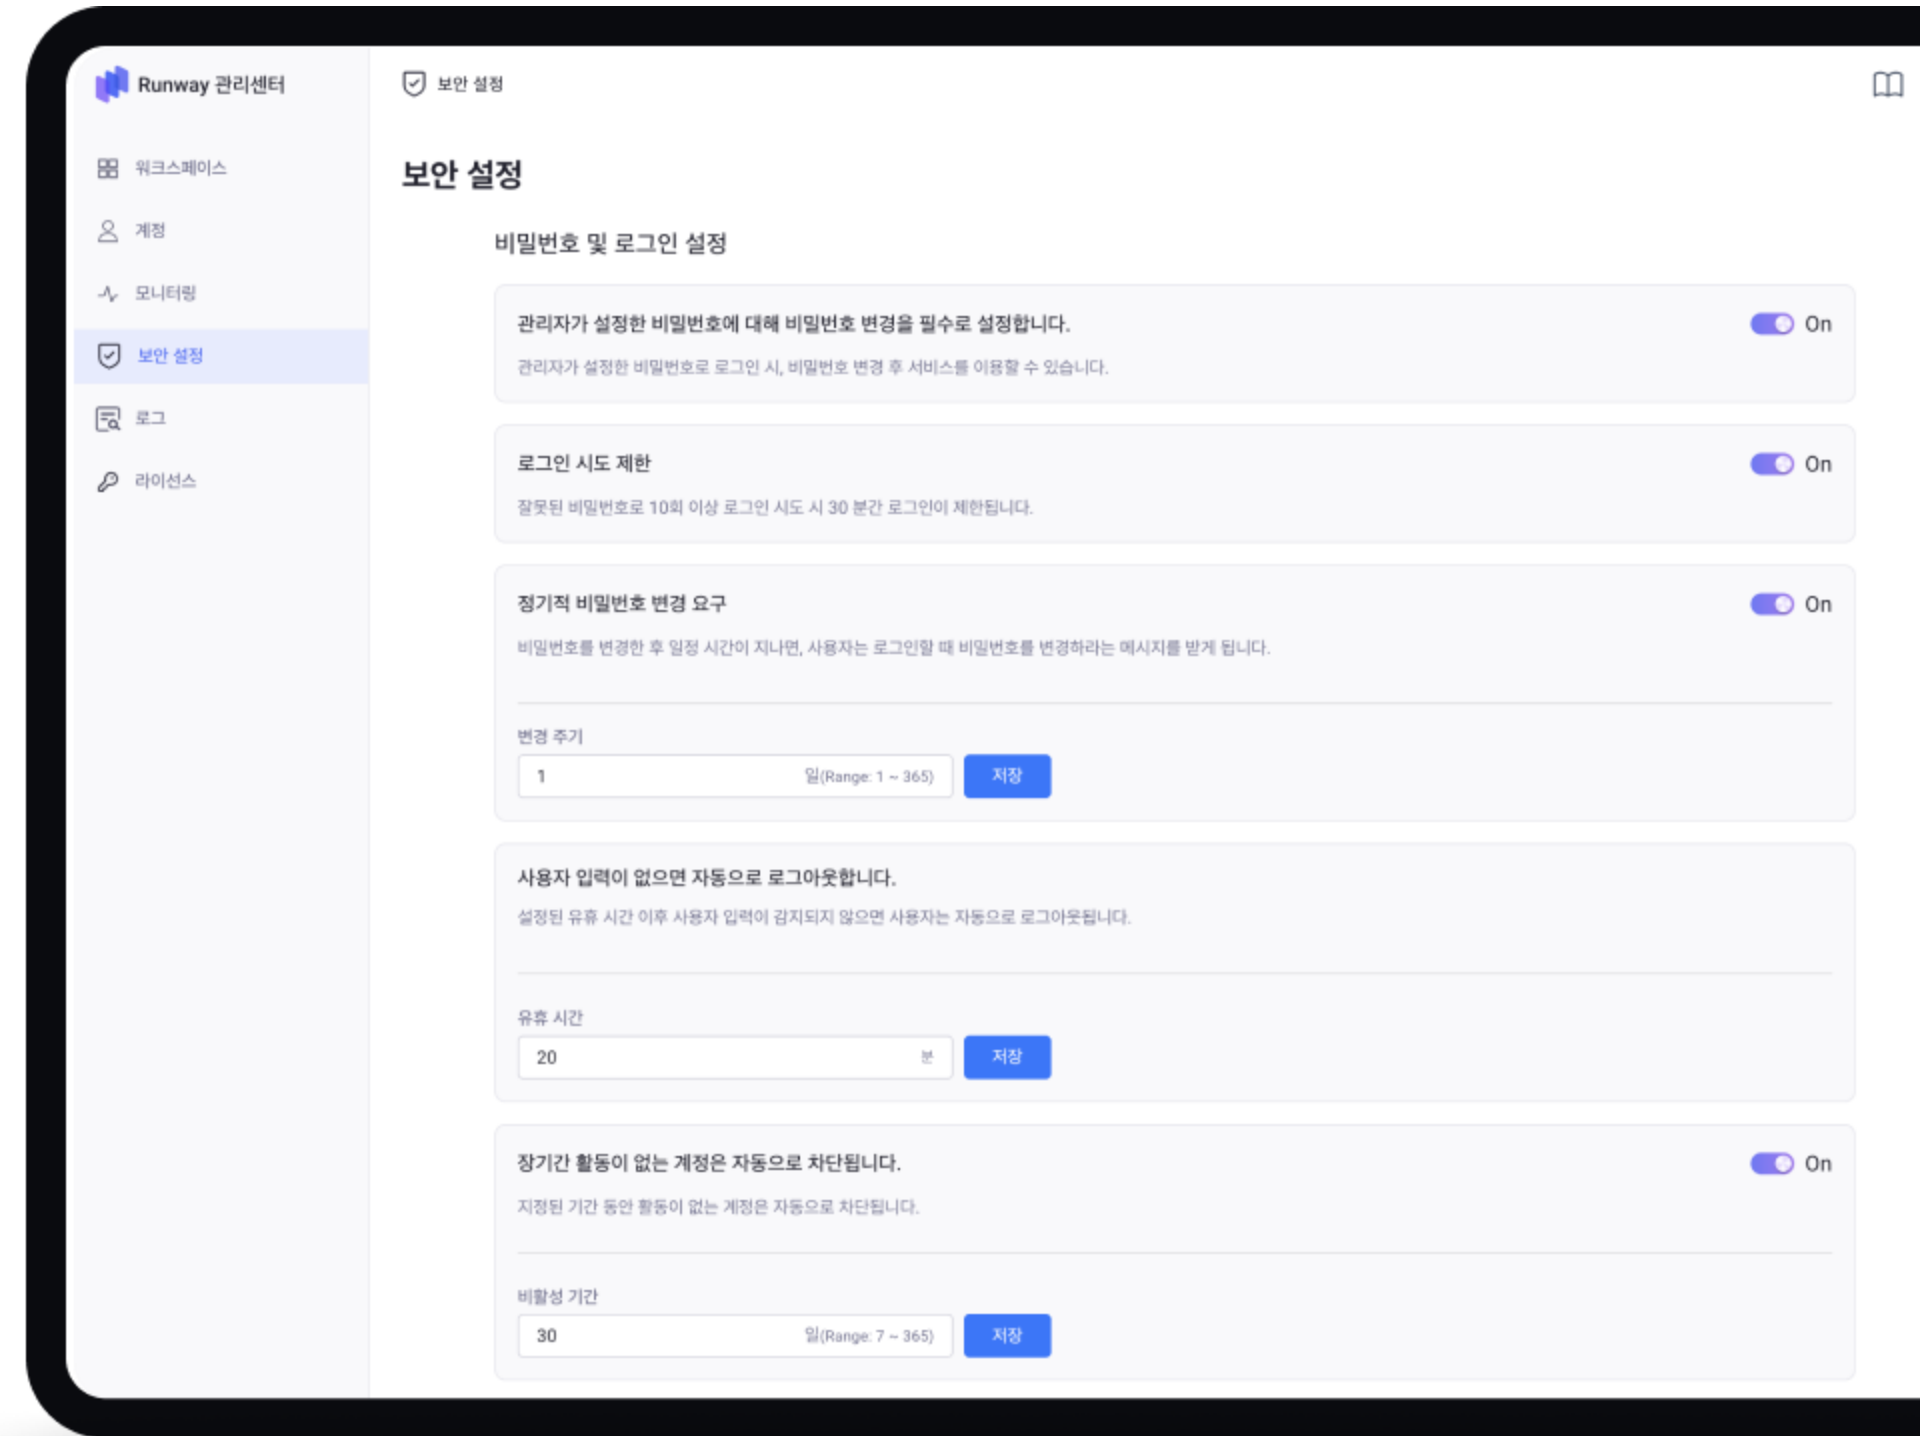 Runway 관리센터
워크스페이스
계정
모니터링
보안 설정
로그
라이선스
보안 설정
보안 설정
비밀번호 및 로그인 설정
관리자가 설정한 비밀번호에 대해 비밀번호 변경을 필수로 설정합니다.
On
관리자가 설정한 비밀번호로 로그인 시, 비밀번호 변경 후 서비스를 이용할 수 있습니다.
로그인 시도 제한
On
잘못된 비밀번호로 10회 이상 로그인 시도 시 30 분간 로그인이 제한됩니다.
정기적 비밀번호 변경 요구
On
비밀번호를 변경한 후 일정 시간이 지나면, 사용자는 로그인할 때 비밀번호를 변경하라는 메시지를 받게 됩니다.
변경 주기
1 일(Range: 1 ~ 365) 저장
사용자 입력이 없으면 자동으로 로그아웃합니다.
설정된 유휴 시간 이후 사용자 입력이 감지되지 않으면 사용자는 자동으로 로그아웃됩니다.
유휴 시간
20 분 저장
장기간 활동이 없는 계정은 자동으로 차단됩니다.
On
지정된 기간 동안 활동이 없는 계정은 자동으로 차단됩니다.
비활성 기간
30 일(Range: 7 ~ 365) 저장